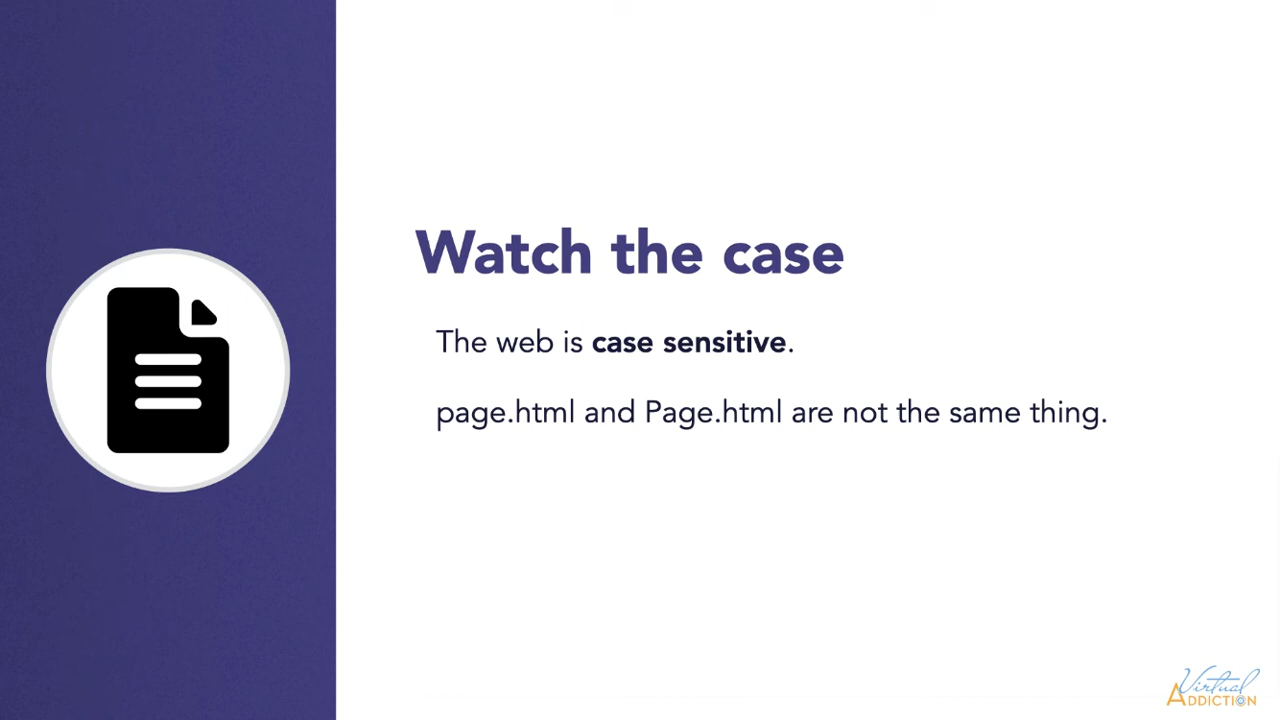 Watch the case
The web is case sensitive.
page.html and Page.html are not the same thing.
Virtual
ADDICTION